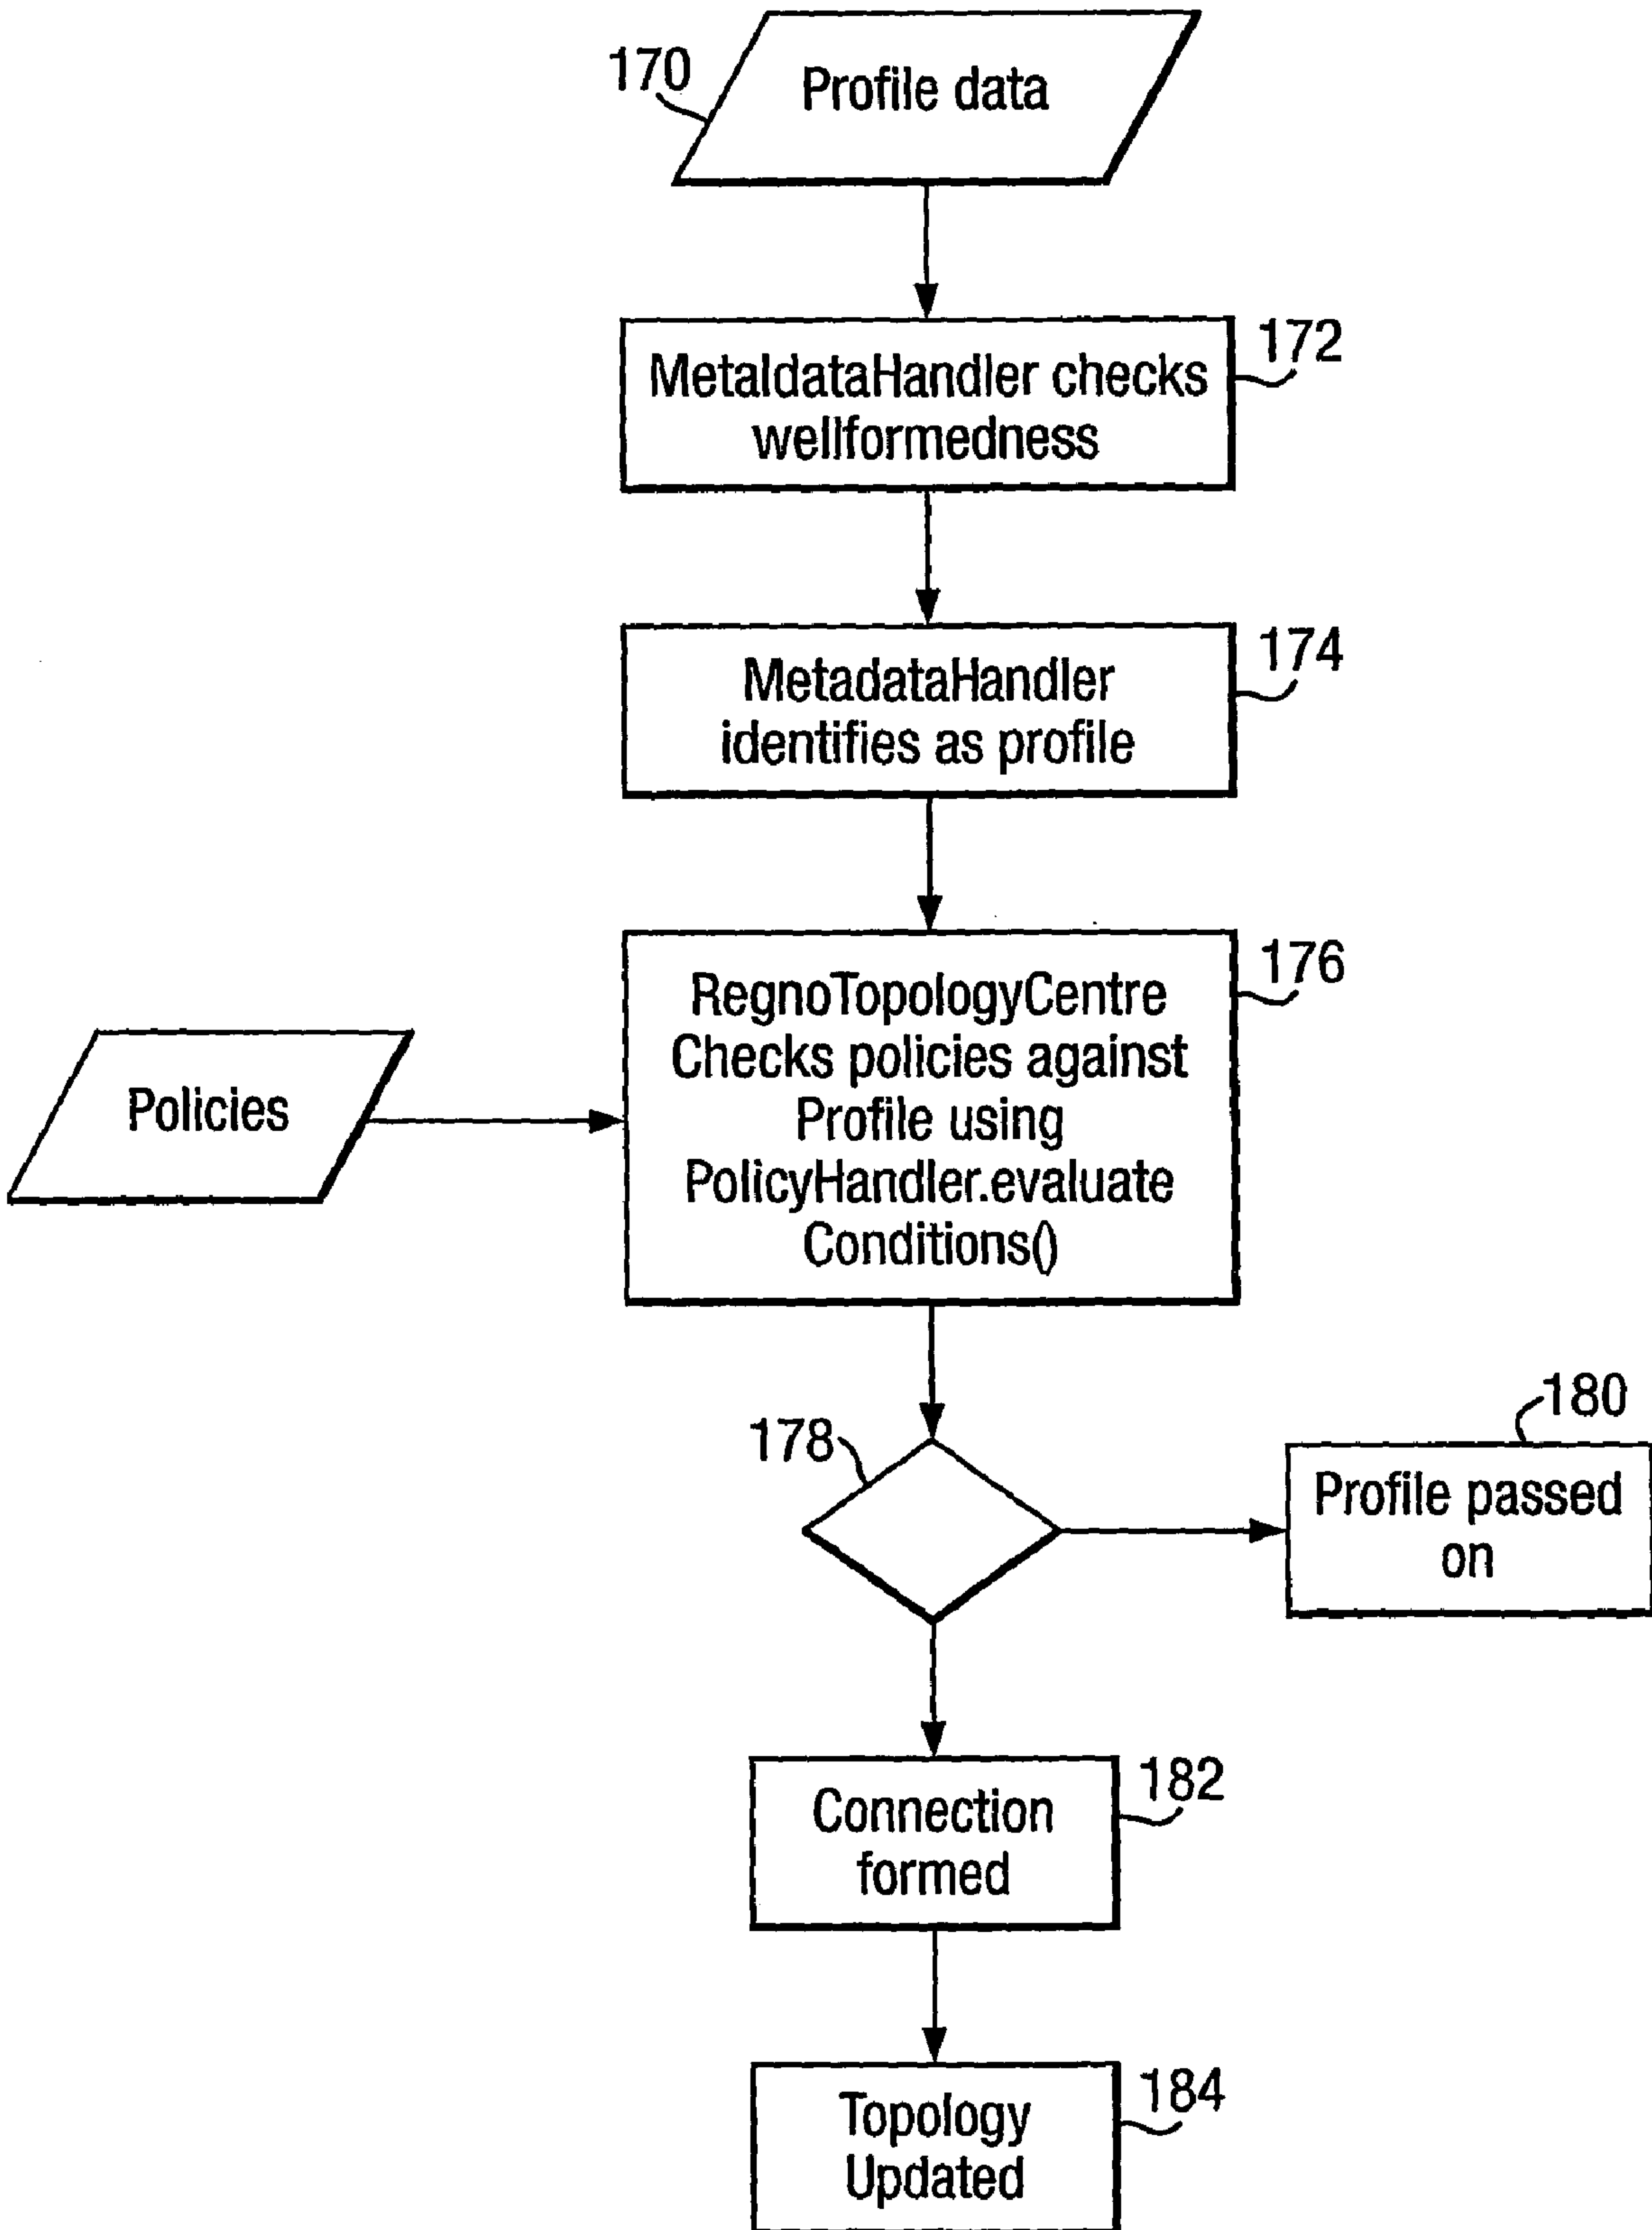 170
Profile data
172
MetaldataHandler checks
wellformedness
174
MetadataHandler
identifies as profile
176
RegnoTopologyCentre
Checks policies against
Profile using
PolicyHandler.evaluate
Conditions()
Policies
178
180
Profile passed
on
182
Connection
formed
184
Topology
Updated